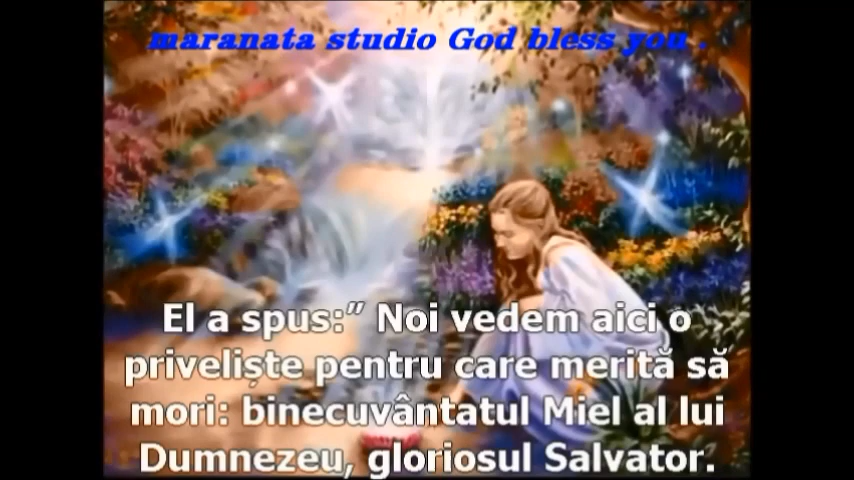 maranata studio God bless you .
El a spus:” Noi vedem aici o
priveliște pentru care merită să
mori: binecuvântatul Miel al lui
Dumnezeu, gloriosul Salvator.